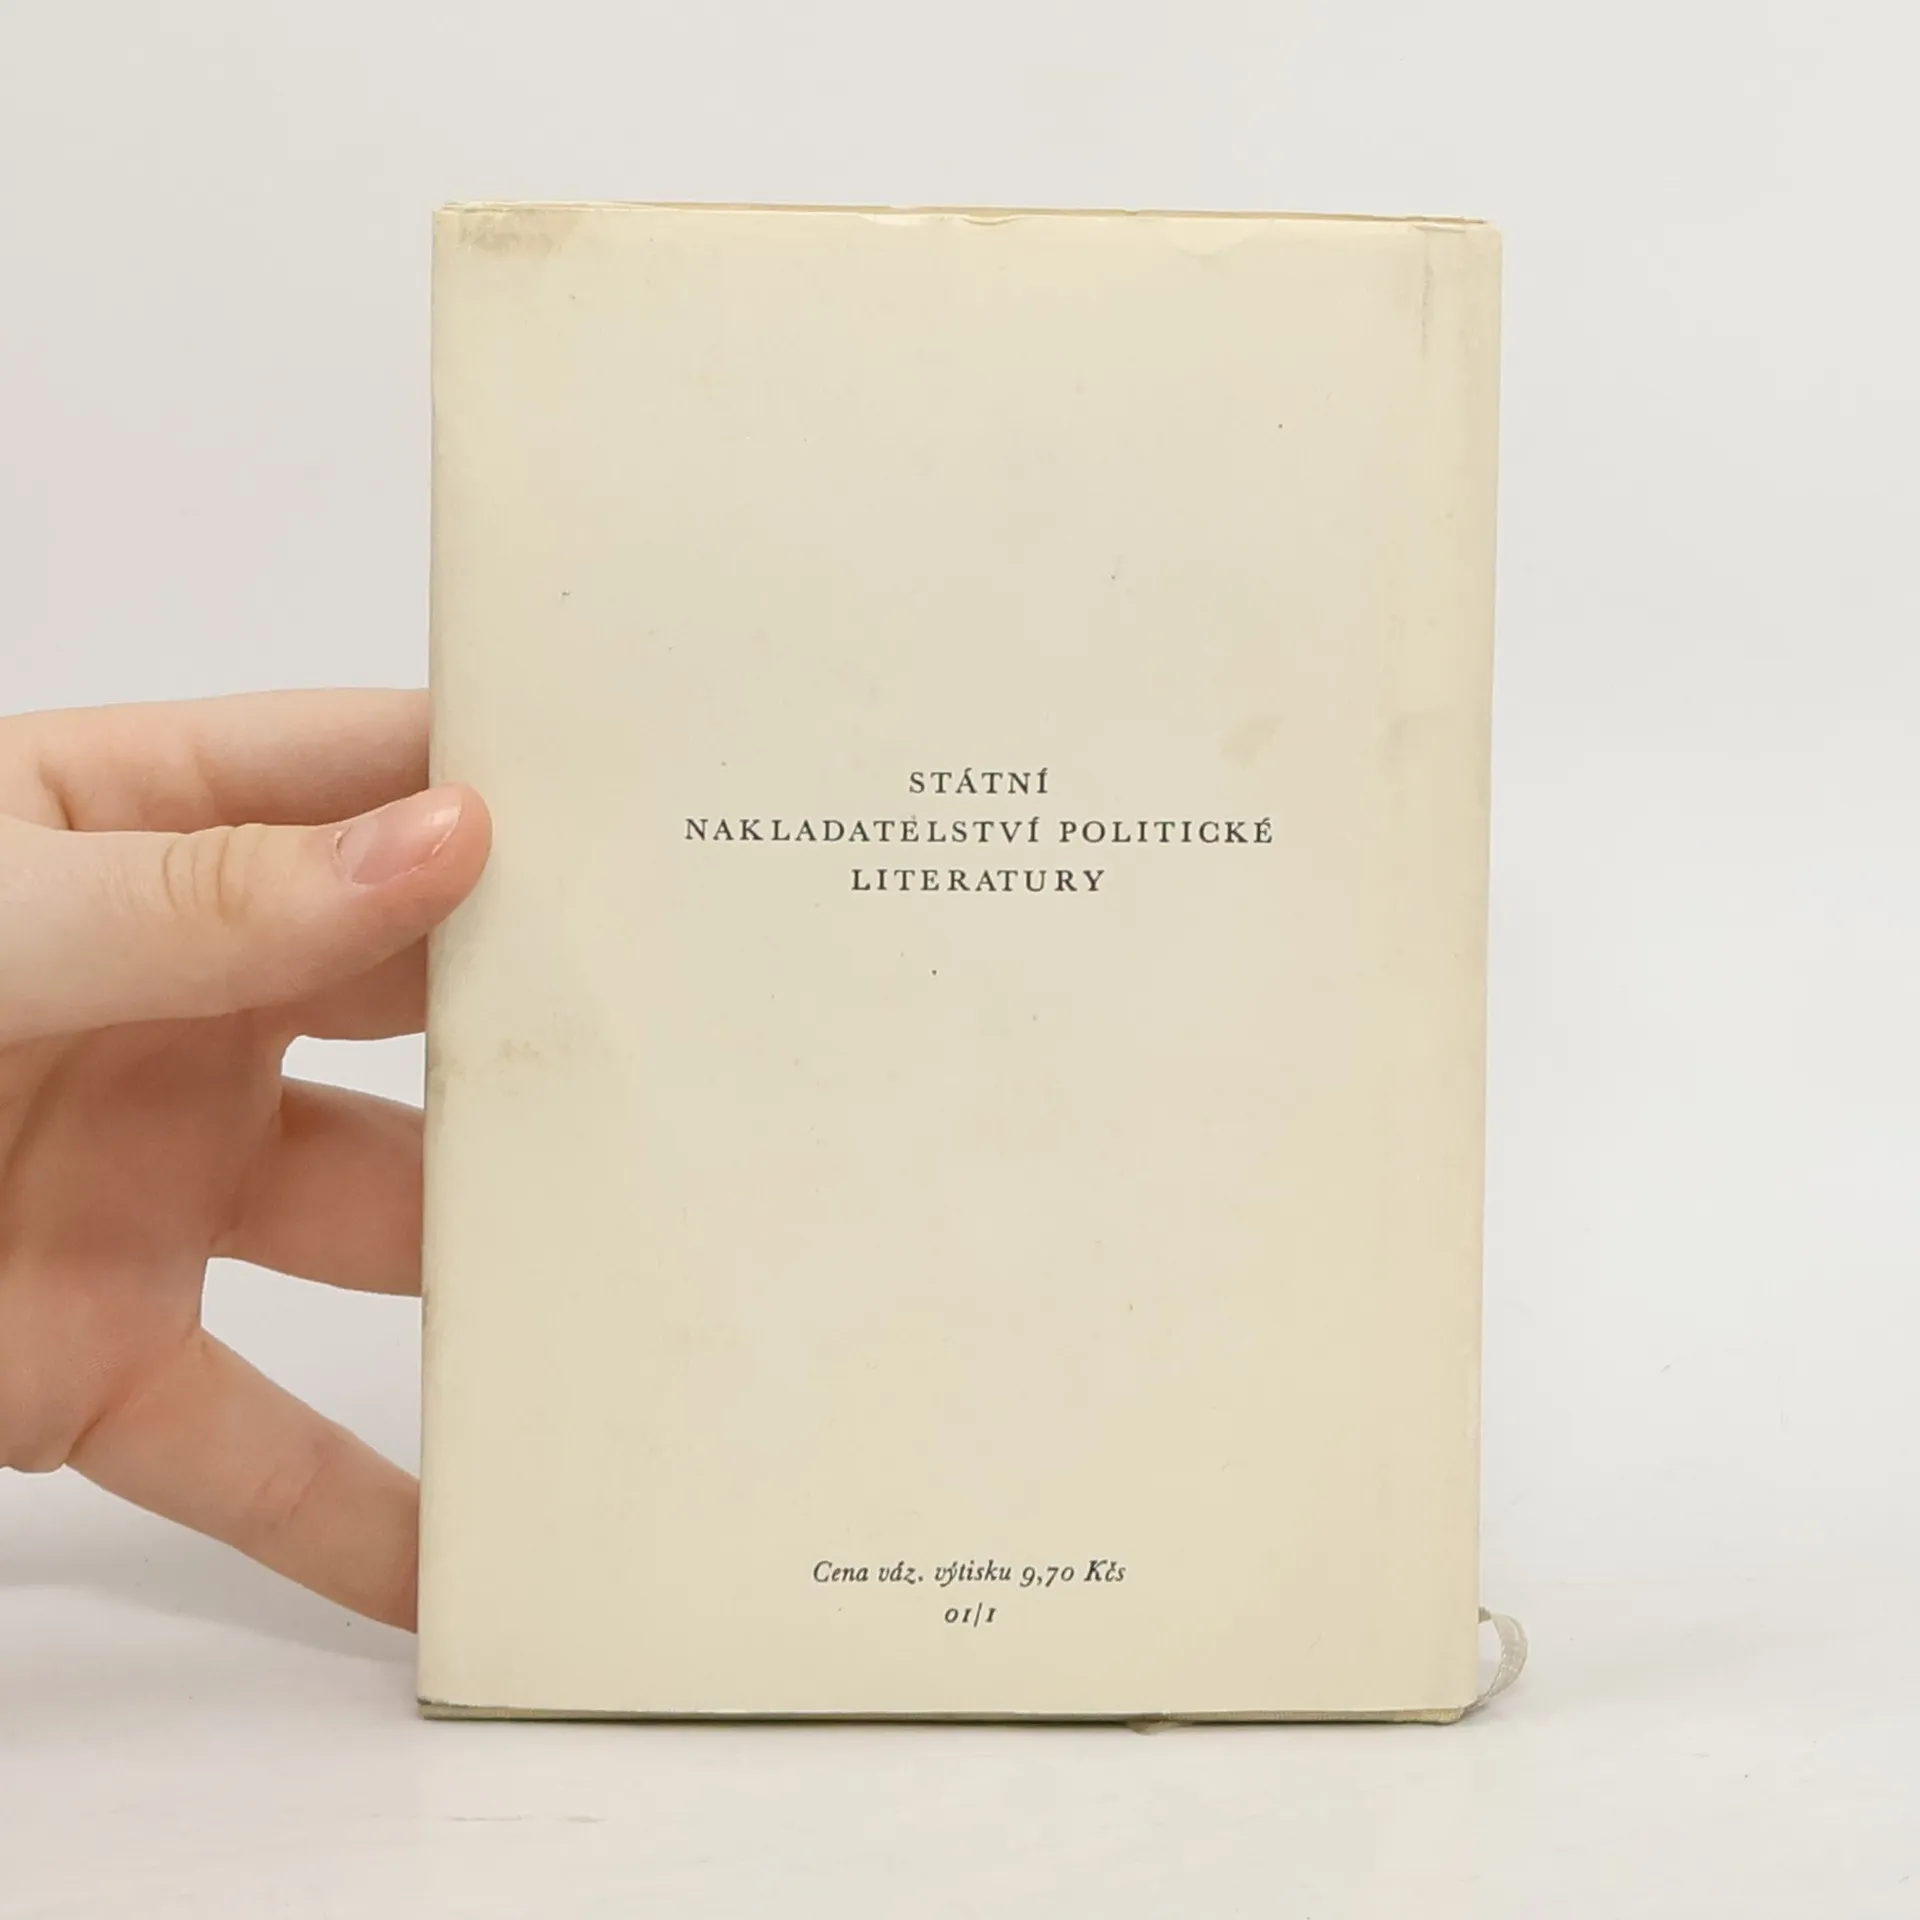 STÁTNÍ
NAKLADATELSTVÍ POLITICKÉ
LITERATURY
Cena váz. výtisku 9,70 Kčs
01/1